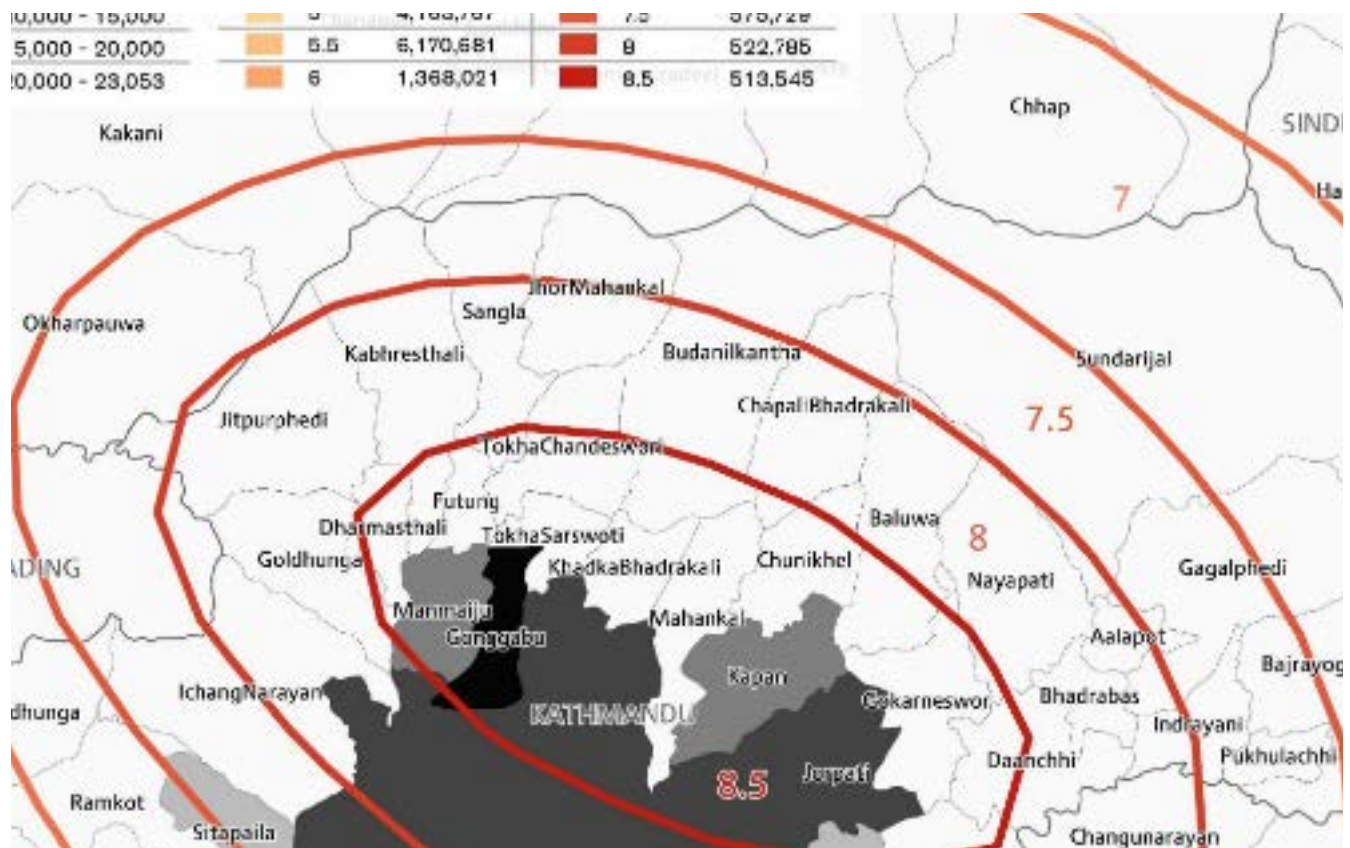 5,000 - 20,000 5.5 6,170,681 8 522,785
20,000 - 23,053 6 1,368,021 8.5 513,545
Chhap
Kakani
7
Okharpauwa
JhorMahankal
Sangla
Kabhresthali
Budanilkantha
Sundarijal
ChapaliBhadrakali
Jitpurphedi
7.5
TokhaChandeswori
Futung
Dharmasthali
TokhaSarswoti
Baluwa
8
Goldhunga
KhadkaBhadrakali
Chunikhel
Gagalphedi
Nayapati
Manmaiju
Mahankal
Gonggabu
Aalapot
Kapan
IchangNarayan
Gokarneswor
Bhadrabas
KATHMANDU
Indrayani
Daanchhi
Pukhulachhi
Jorpati
8.5
Ramkot
Sitapaila
Changunarayan